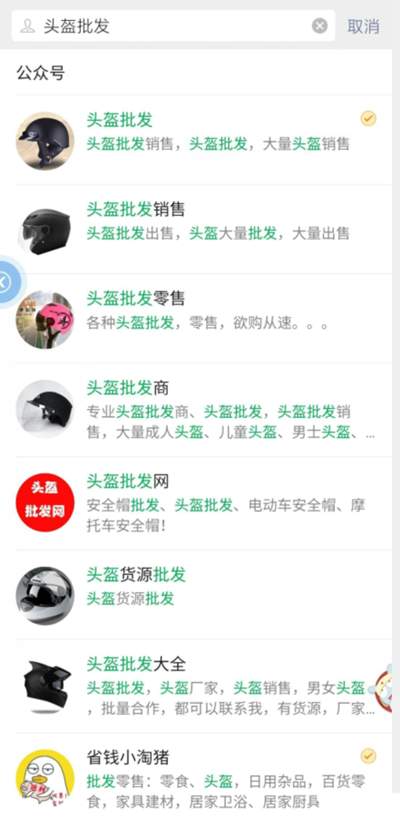 头盔批发
取消
公众号
头盔批发
头盔批发销售，头盔批发，大量头盔销售
头盔批发销售
头盔批发出售，头盔大量批发，大量出售
头盔批发零售
各种头盔批发，零售，欲购从速。。。
头盔批发商
专业头盔批发商、头盔批发，头盔批发销
售，大量成人头盔、儿童头盔、男士头盔、...
头盔
批发网
头盔批发网
安全帽批发、头盔批发、电动车安全帽、摩
托车安全帽！
头盔货源批发
头盔货源批发
头盔批发大全
头盔批发，头盔厂家，头盔销售，男女头盔
，批量合作，都可以联系我，有货源，厂家...
省钱小淘猪
批发零售：零食、头盔，日用杂品，百货零
食，家具建材，居家卫浴、居家厨具